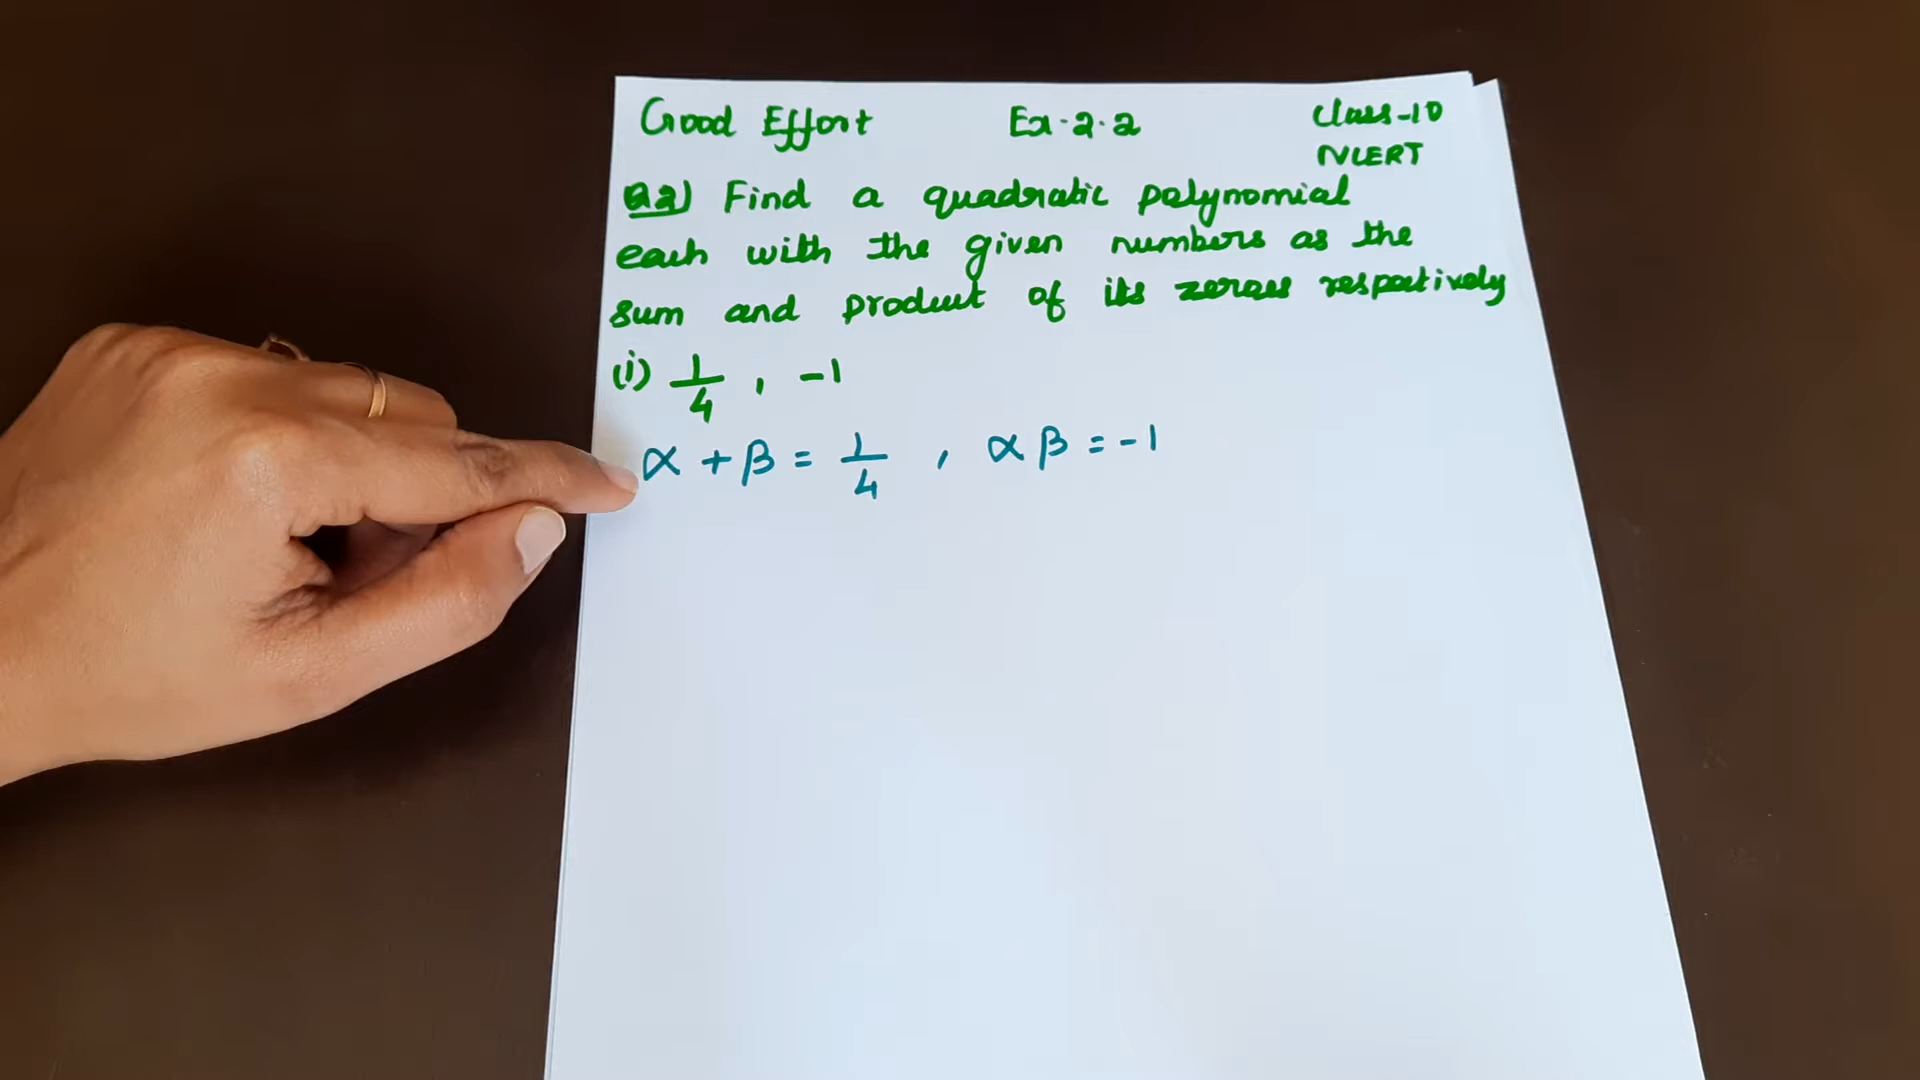 Good Effort Ex.2.2 Class-10
NCERT
Q2) Find a quadratic polynomial
each with the given numbers as the
sum and product of its zeroes respectively
(i) 1/4 , -1
α + β = 1/4 , αβ = -1